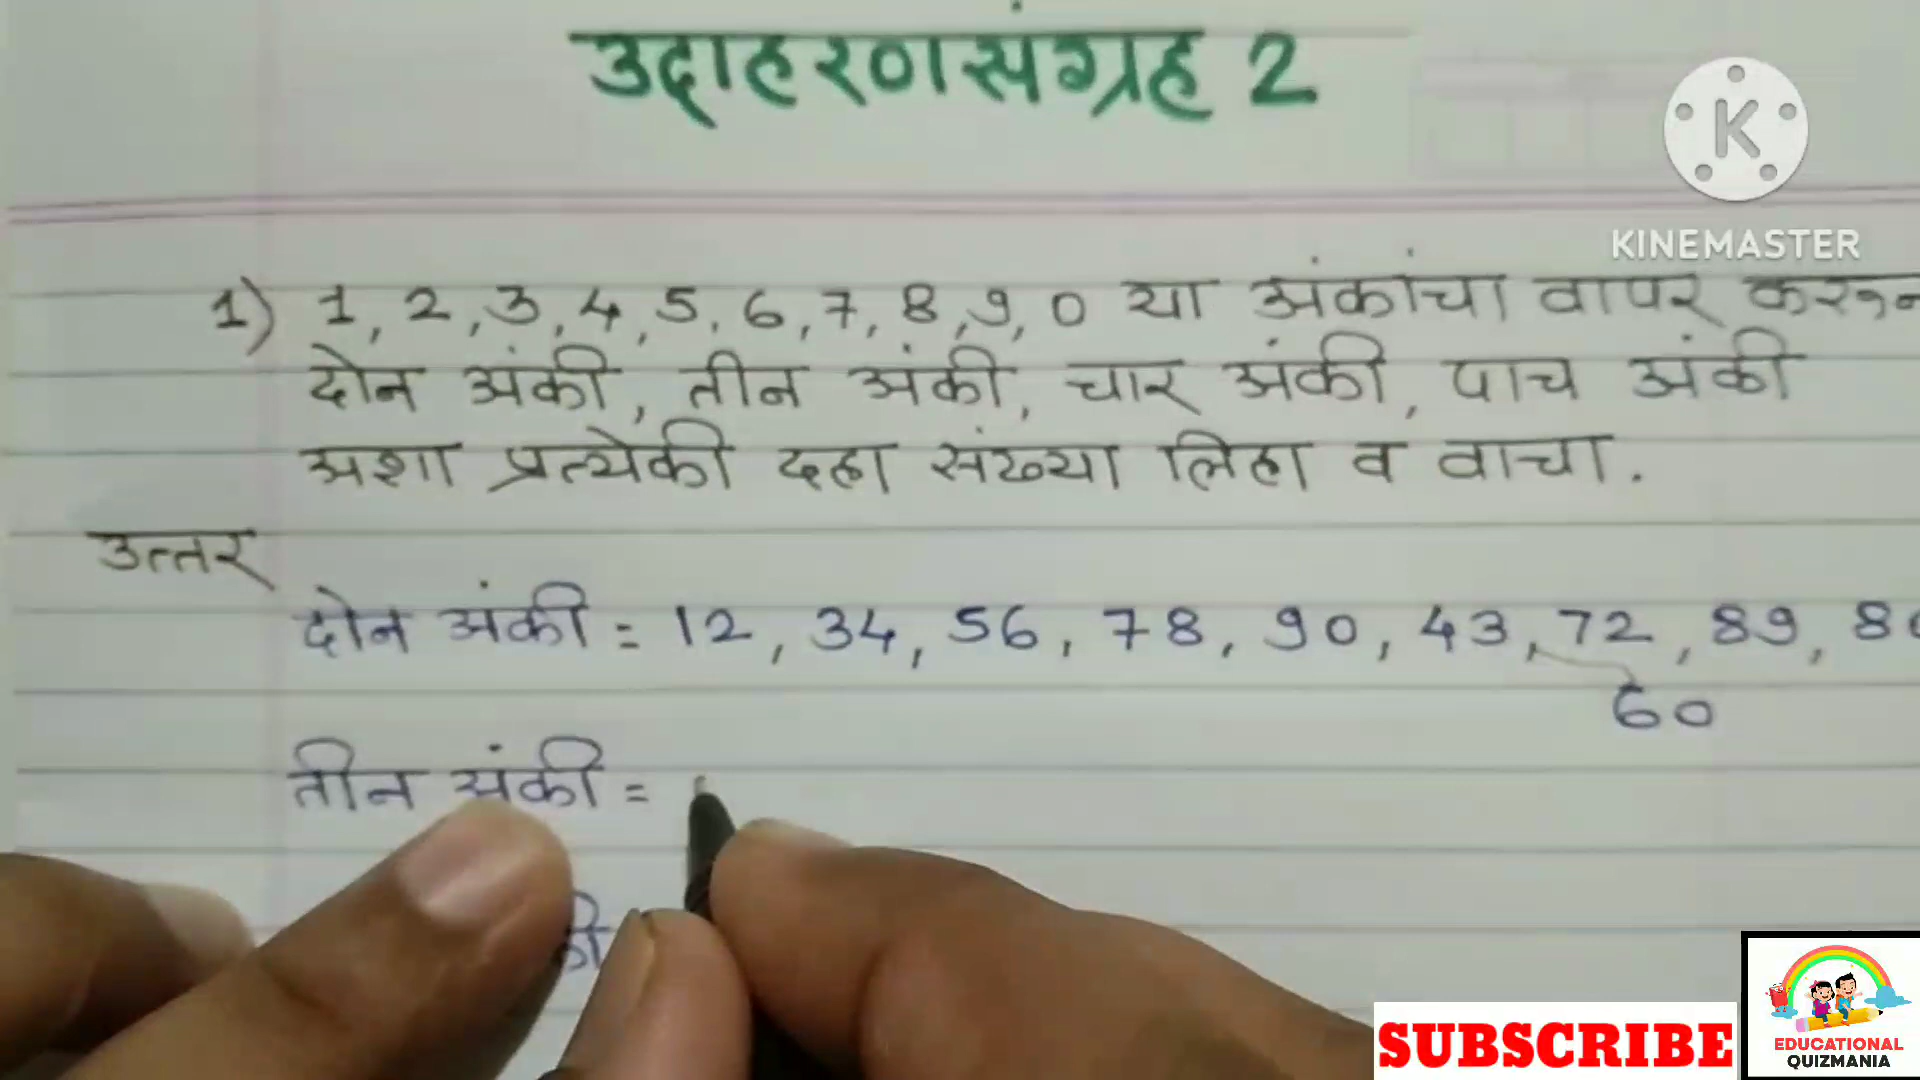 उदाहरणसंग्रह 2
KINEMASTER
1) 1, 2, 3, 4, 5, 6, 7, 8, 9, 0 या अंकांचा वापर करून
दोन अंकी, तीन अंकी, चार अंकी, पाच अंकी
अशा प्रत्येकी दहा संख्या लिहा व वाचा.
उत्तर
दोन अंकी = 12, 34, 56, 78, 90, 43, 72, 89,
60
तीन अंकी =
SUBSCRIBE
EDUCATIONAL
QUIZMANIA